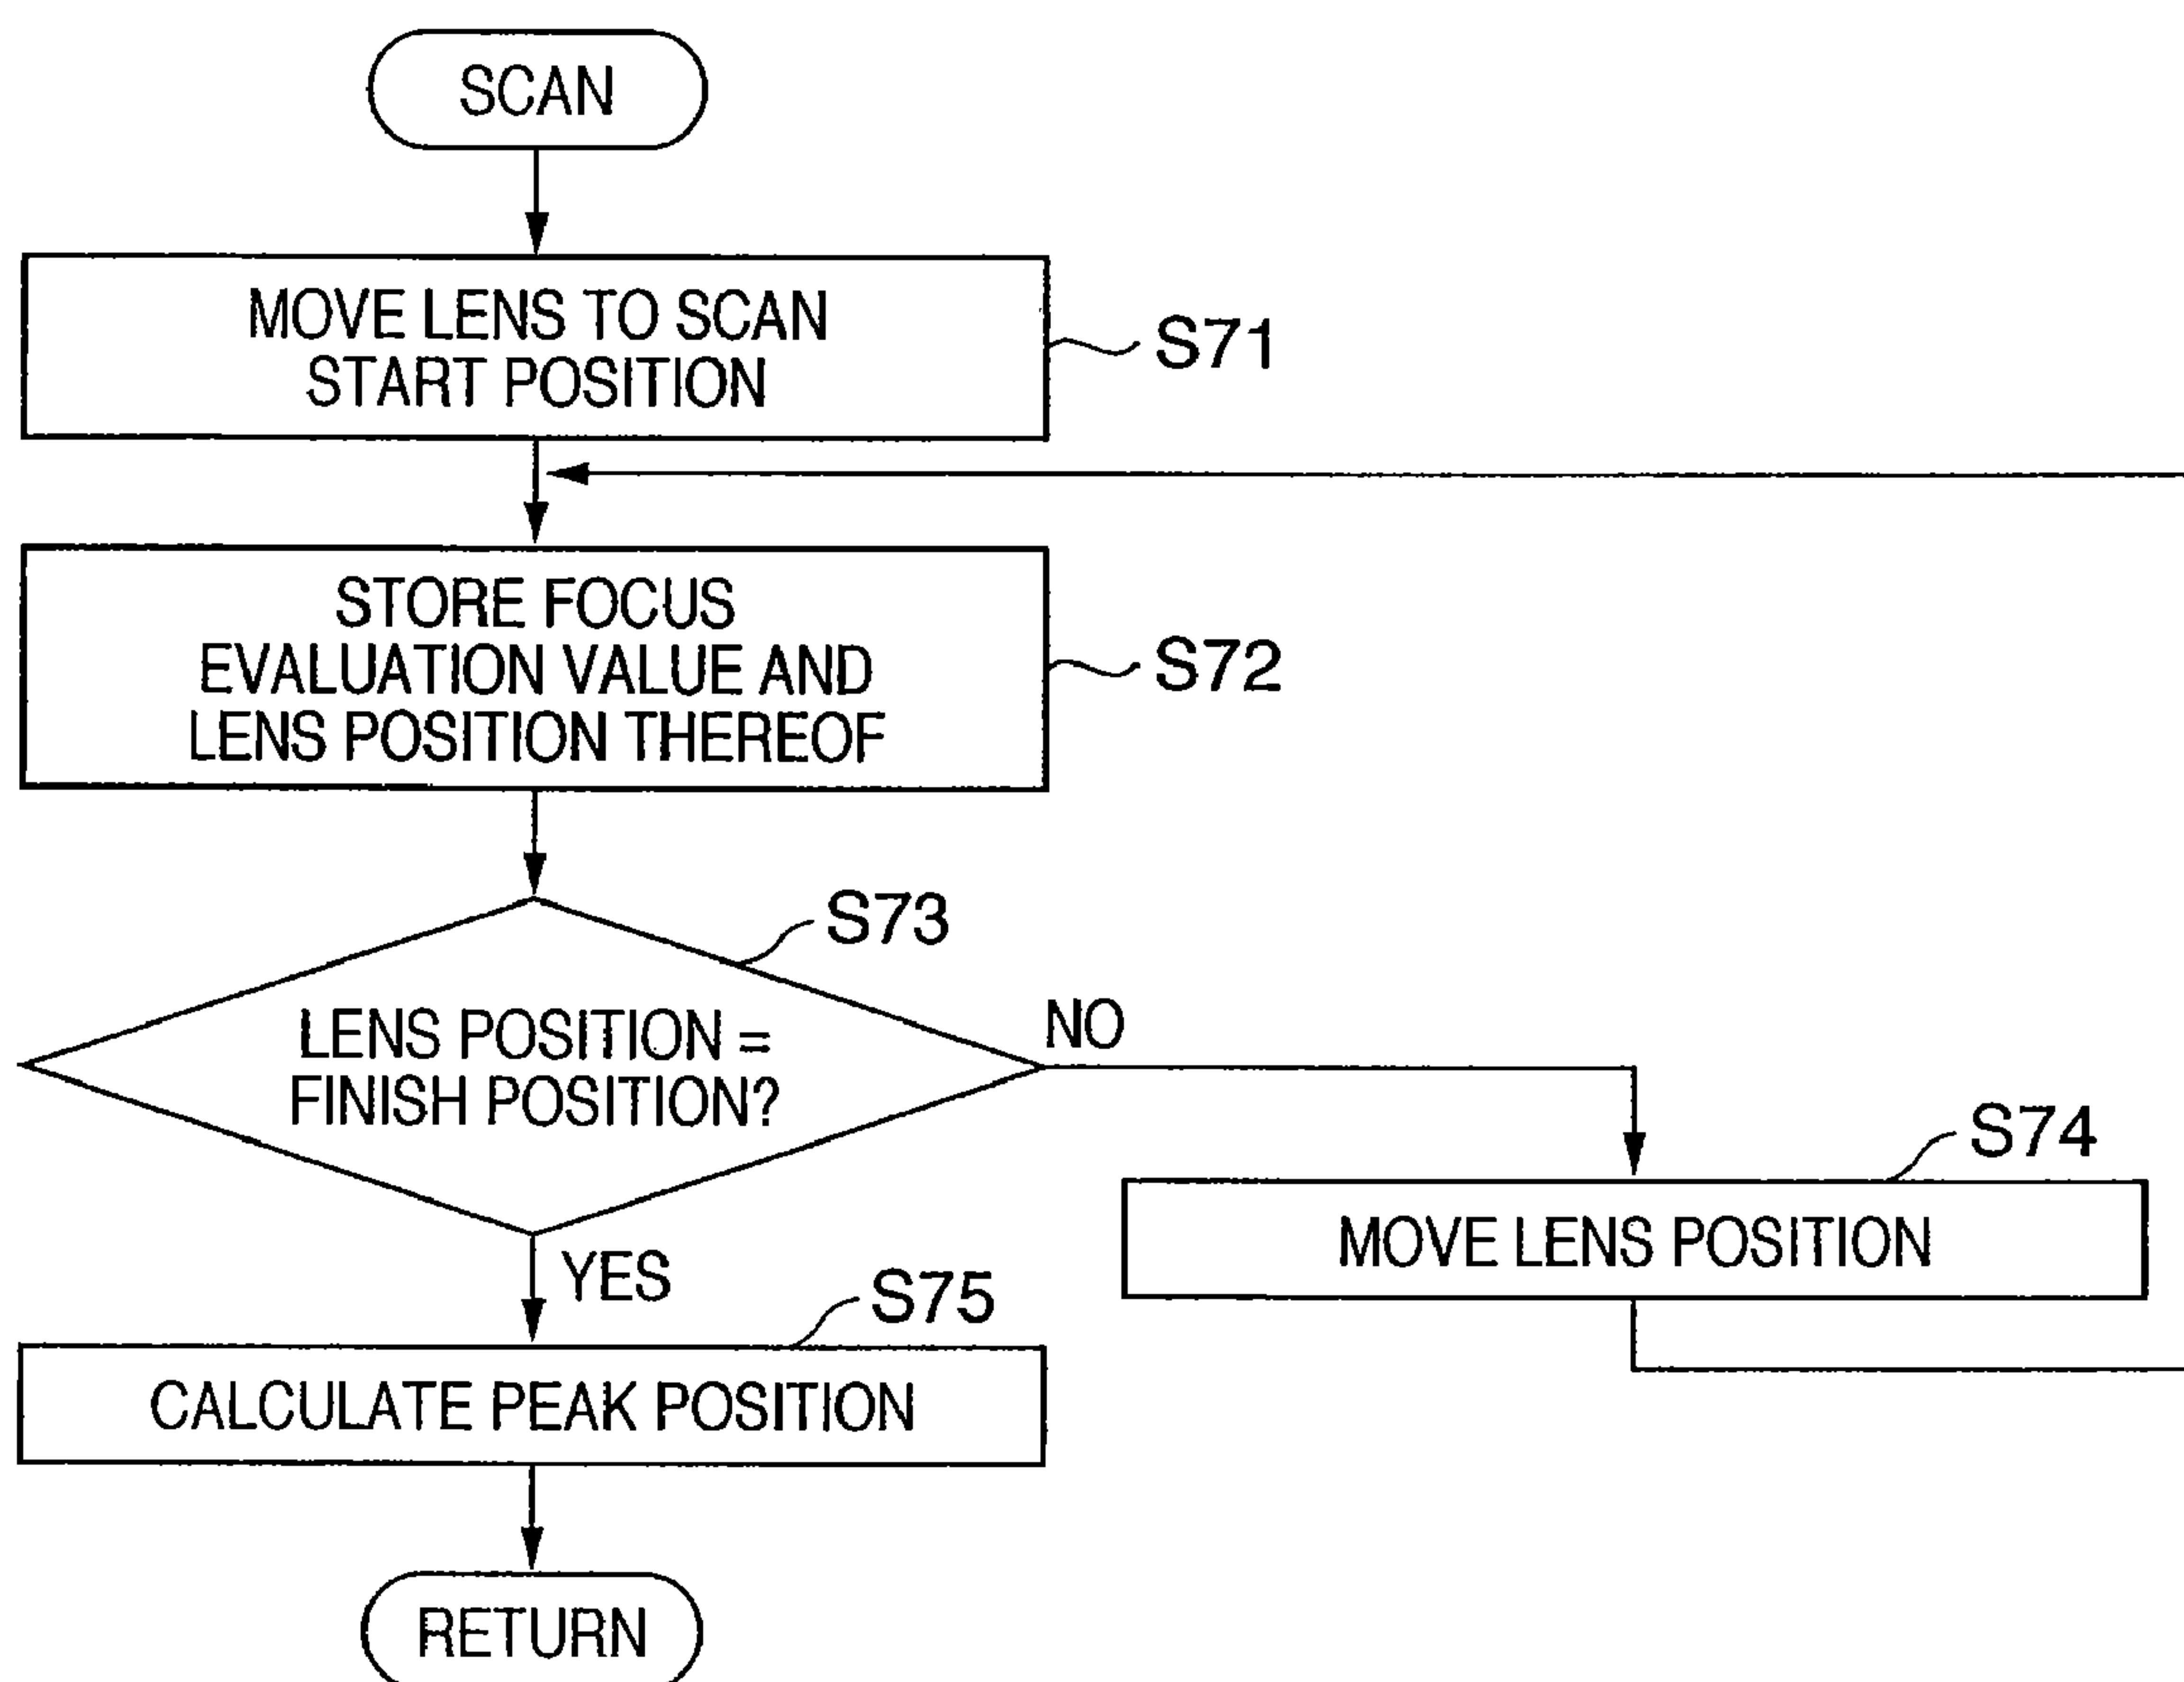 SCAN
MOVE LENS TO SCAN
START POSITION
S71
STORE FOCUS
EVALUATION VALUE AND
LENS POSITION THEREOF
S72
S73
LENS POSITION =
FINISH POSITION?
NO
S74
MOVE LENS POSITION
YES
S75
CALCULATE PEAK POSITION
RETURN